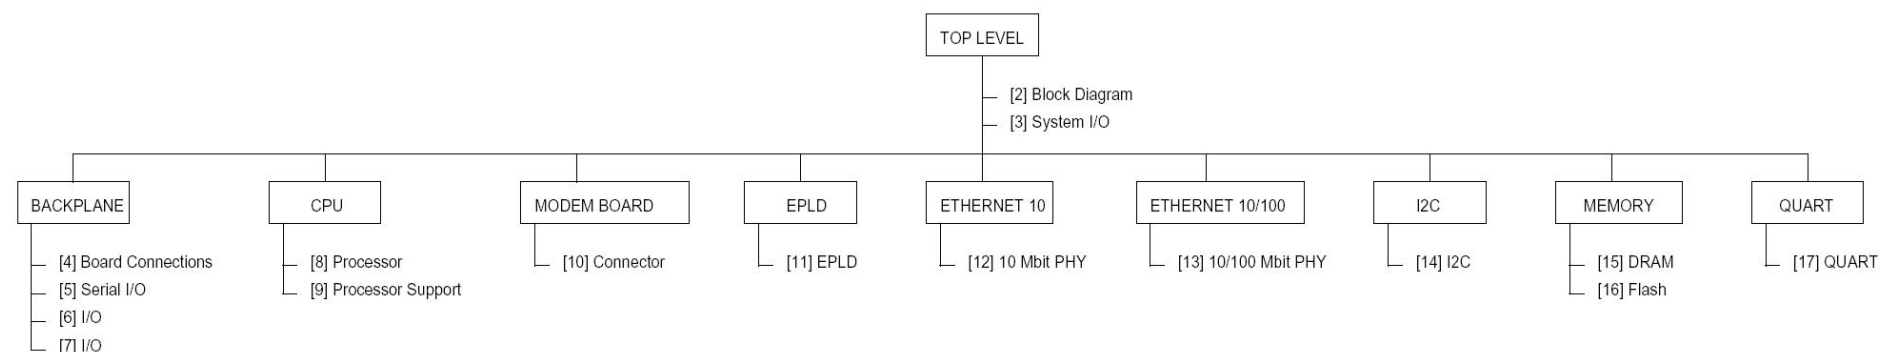 TOP LEVEL
[2] Block Diagram
[3] System I/O
BACKPLANE
[4] Board Connections
[5] Serial I/O
[6] I/O
[7] I/O
CPU
[8] Processor
[9] Processor Support
MODEM BOARD
[10] Connector
EPLD
[11] EPLD
ETHERNET 10
[12] 10 Mbit PHY
ETHERNET 10/100
[13] 10/100 Mbit PHY
I2C
[14] I2C
MEMORY
[15] DRAM
[16] Flash
QUART
[17] QUART